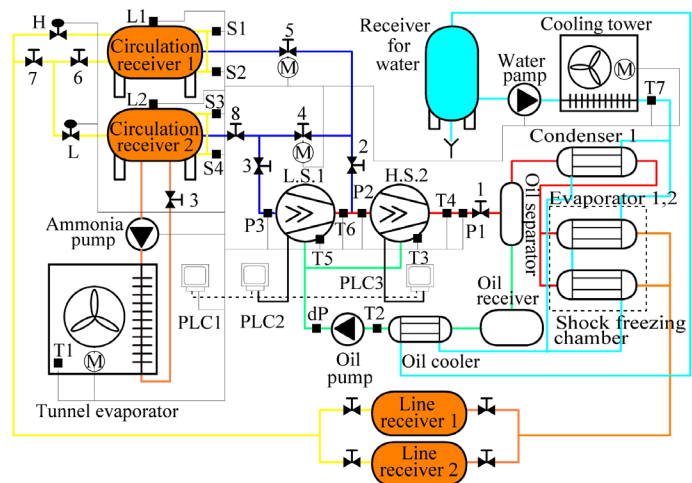 H
L1
S1
Circulation
receiver 1
S2
7
6
5
M
L2
S3
Circulation
receiver 2
S4
L
8
4
M
3
2
3
Receiver
for
water
Cooling tower
Water
pump
M
T7
Condenser 1
Evaporator 1,2
Shock freezing
chamber
L.S.1
H.S.2
P3
T6
P2
T4
P1
1
T5
T3
Oil separator
Oil
receiver
Ammonia
pump
PLC1
PLC2
PLC3
dP
T2
Oil
pump
Oil cooler
T1
M
Tunnel evaporator
Line
receiver 1
Line
receiver 2